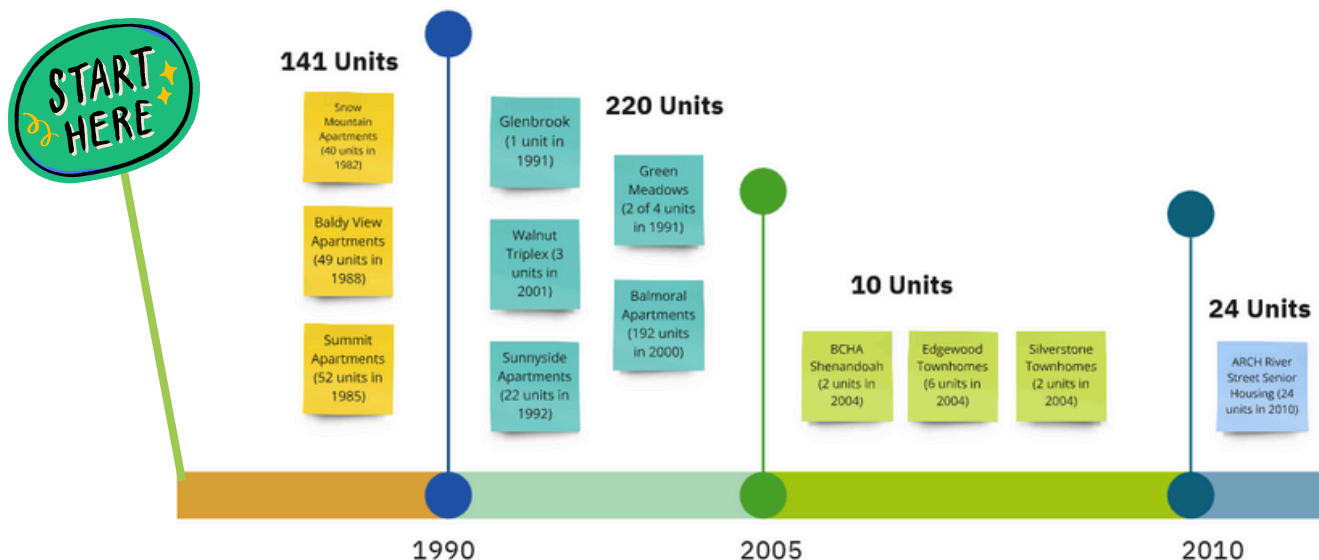 START
HERE
141 Units
Snow
Mountain
Apartments
(40 units in
1982)
Baldy View
Apartments
(49 units in
1988)
Summit
Apartments
(52 units in
1985)
220 Units
Glenbrook
(1 unit in
1991)
Walnut
Triplex (3
units in
2001)
Sunnyside
Apartments
(22 units in
1992)
Green
Meadows
(2 of 4 units
in 1991)
Balmoral
Apartments
(192 units
in 2000)
10 Units
BCHA
Shenandoah
(2 units in
2004)
Edgewood
Townhomes
(6 units in
2004)
Silverstone
Townhomes
(2 units in
2004)
24 Units
ARCH River
Street Senior
Housing (24
units in 2010)
1990
2005
2010